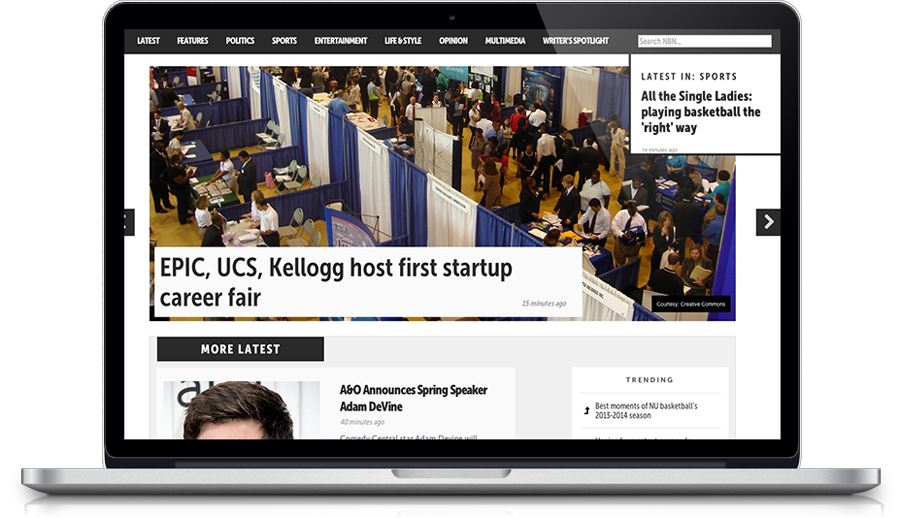 LATEST
FEATURES
POLITICS
SPORTS
ENTERTAINMENT
LIFE & STYLE
OPINION
MULTIMEDIA
WRITER'S SPOTLIGHT
Search NBN...
LATEST IN: SPORTS
All the Single Ladies:
playing basketball the
'right' way
14 minutes ago
EPIC, UCS, Kellogg host first startup
career fair
15 minutes ago
Courtesy: Creative Commons
MORE LATEST
A&O Announces Spring Speaker
Adam DeVine
40 minutes ago
Comedy Central star Adam Devine will
TRENDING
Best moments of NU basketball's
2013-2014 season